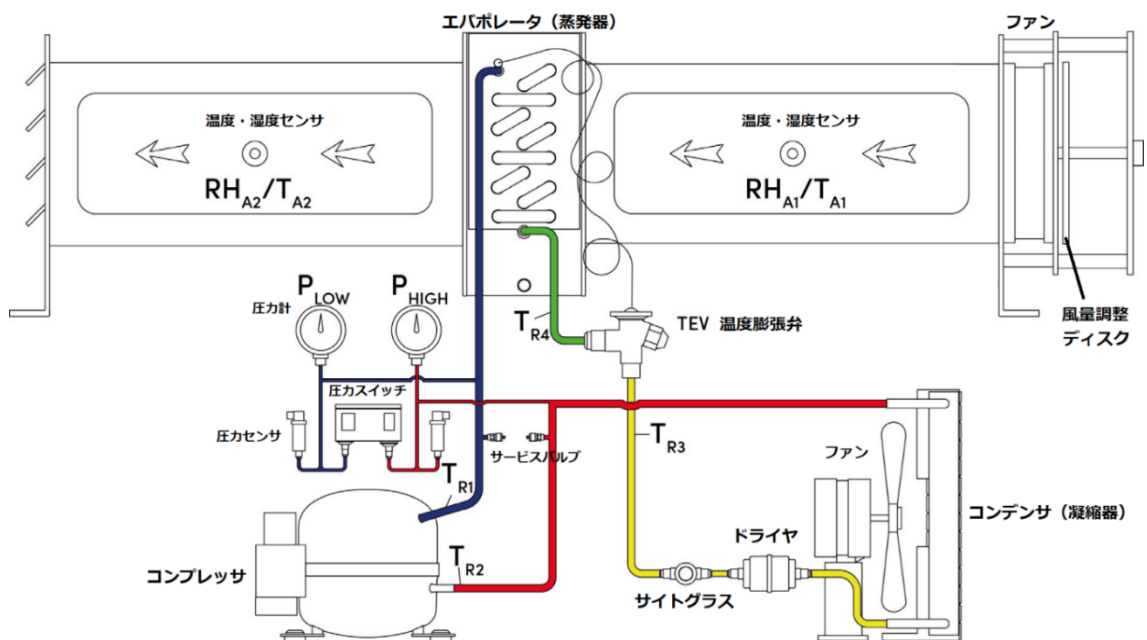 エバポレータ（蒸発器）
ファン
温度・湿度センサ
RHA2/TA2
温度・湿度センサ
RHA1/TA1
PLOW
PHIGH
圧力計
TR4
TEV 温度膨張弁
風量調整
ディスク
圧力スイッチ
圧力センサ
サービスバルブ
TR3
ファン
TR1
コンデンサ（凝縮器）
ドライヤ
コンプレッサ
TR2
サイトグラス